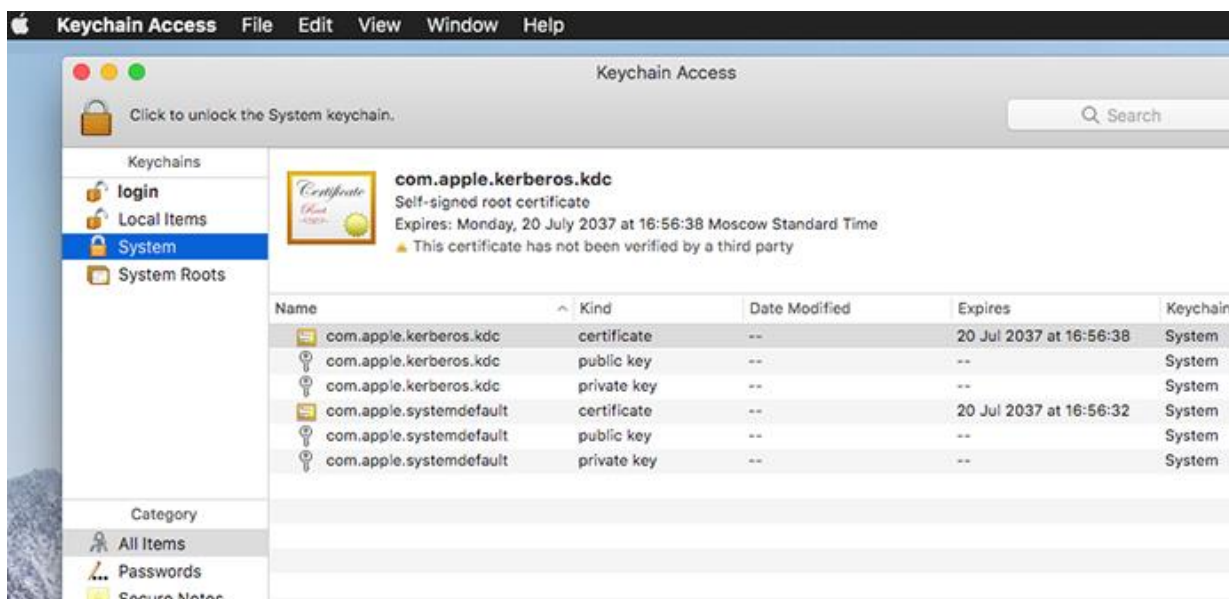 Keychain Access File Edit View Window Help
Keychain Access
Click to unlock the System keychain.
Search
Keychains
login
Local Items
System
System Roots
com.apple.kerberos.kdc
Self-signed root certificate
Expires: Monday, 20 July 2037 at 16:56:38 Moscow Standard Time
This certificate has not been verified by a third party
Name Kind Date Modified Expires Keychain
com.apple.kerberos.kdc certificate -- 20 Jul 2037 at 16:56:38 System
com.apple.kerberos.kdc public key -- -- System
com.apple.kerberos.kdc private key -- -- System
com.apple.systemdefault certificate -- 20 Jul 2037 at 16:56:32 System
com.apple.systemdefault public key -- -- System
com.apple.systemdefault private key -- -- System
Category
All Items
Passwords
Secure Notes